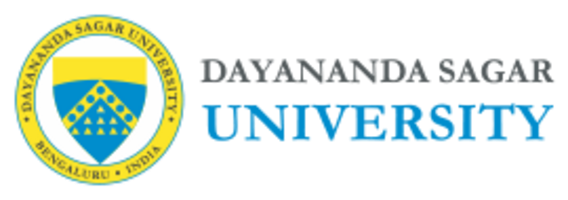 • DAYANANDA SAGAR UNIVERSITY •
BENGALURU • INDIA
DAYANANDA SAGAR
UNIVERSITY